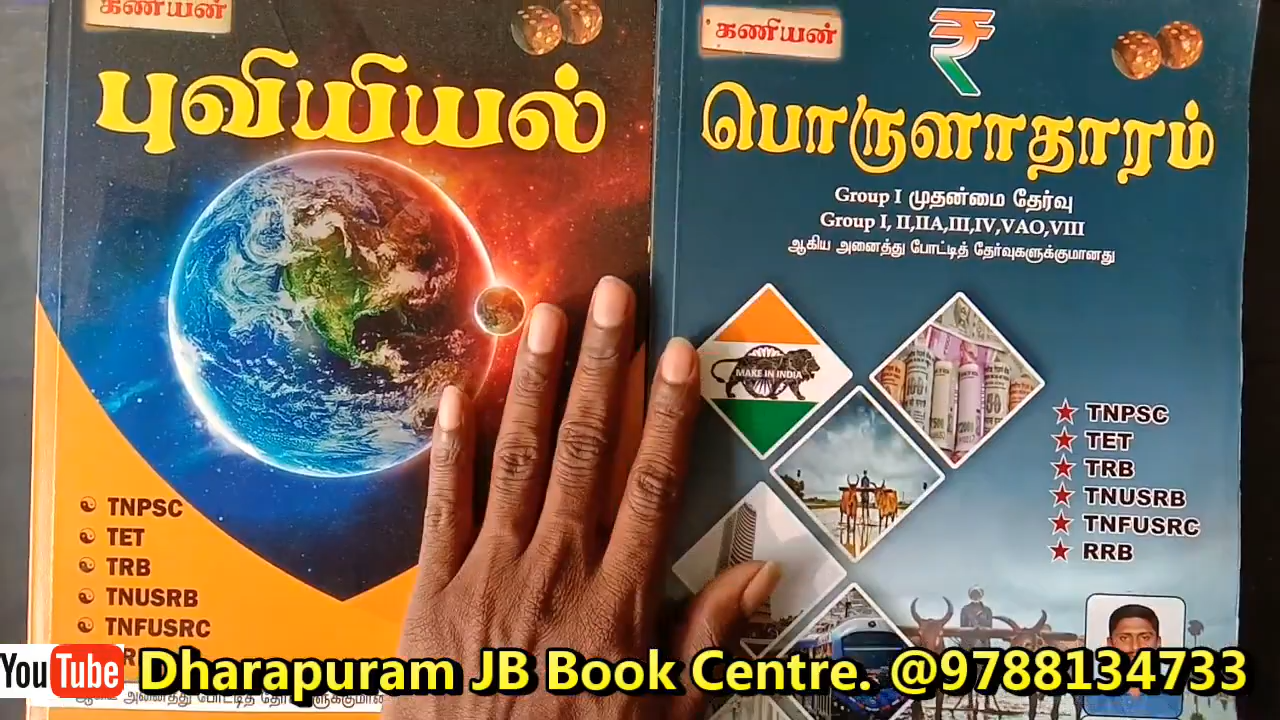 கணியன்
புவியியல்
TNPSC
TET
TRB
TNUSRB
TNFUSRC
கணியன்
₹
பொருளாதாரம்
Group I முதன்மை தேர்வு
Group I, II,IIA,III,IV,VAO,VIII
ஆகிய அனைத்து போட்டித் தேர்வுகளுக்குமானது
MAKE IN INDIA
TNPSC
TET
TRB
TNUSRB
TNFUSRC
RRB
YouTube Dharapuram JB Book Centre. @9788134733